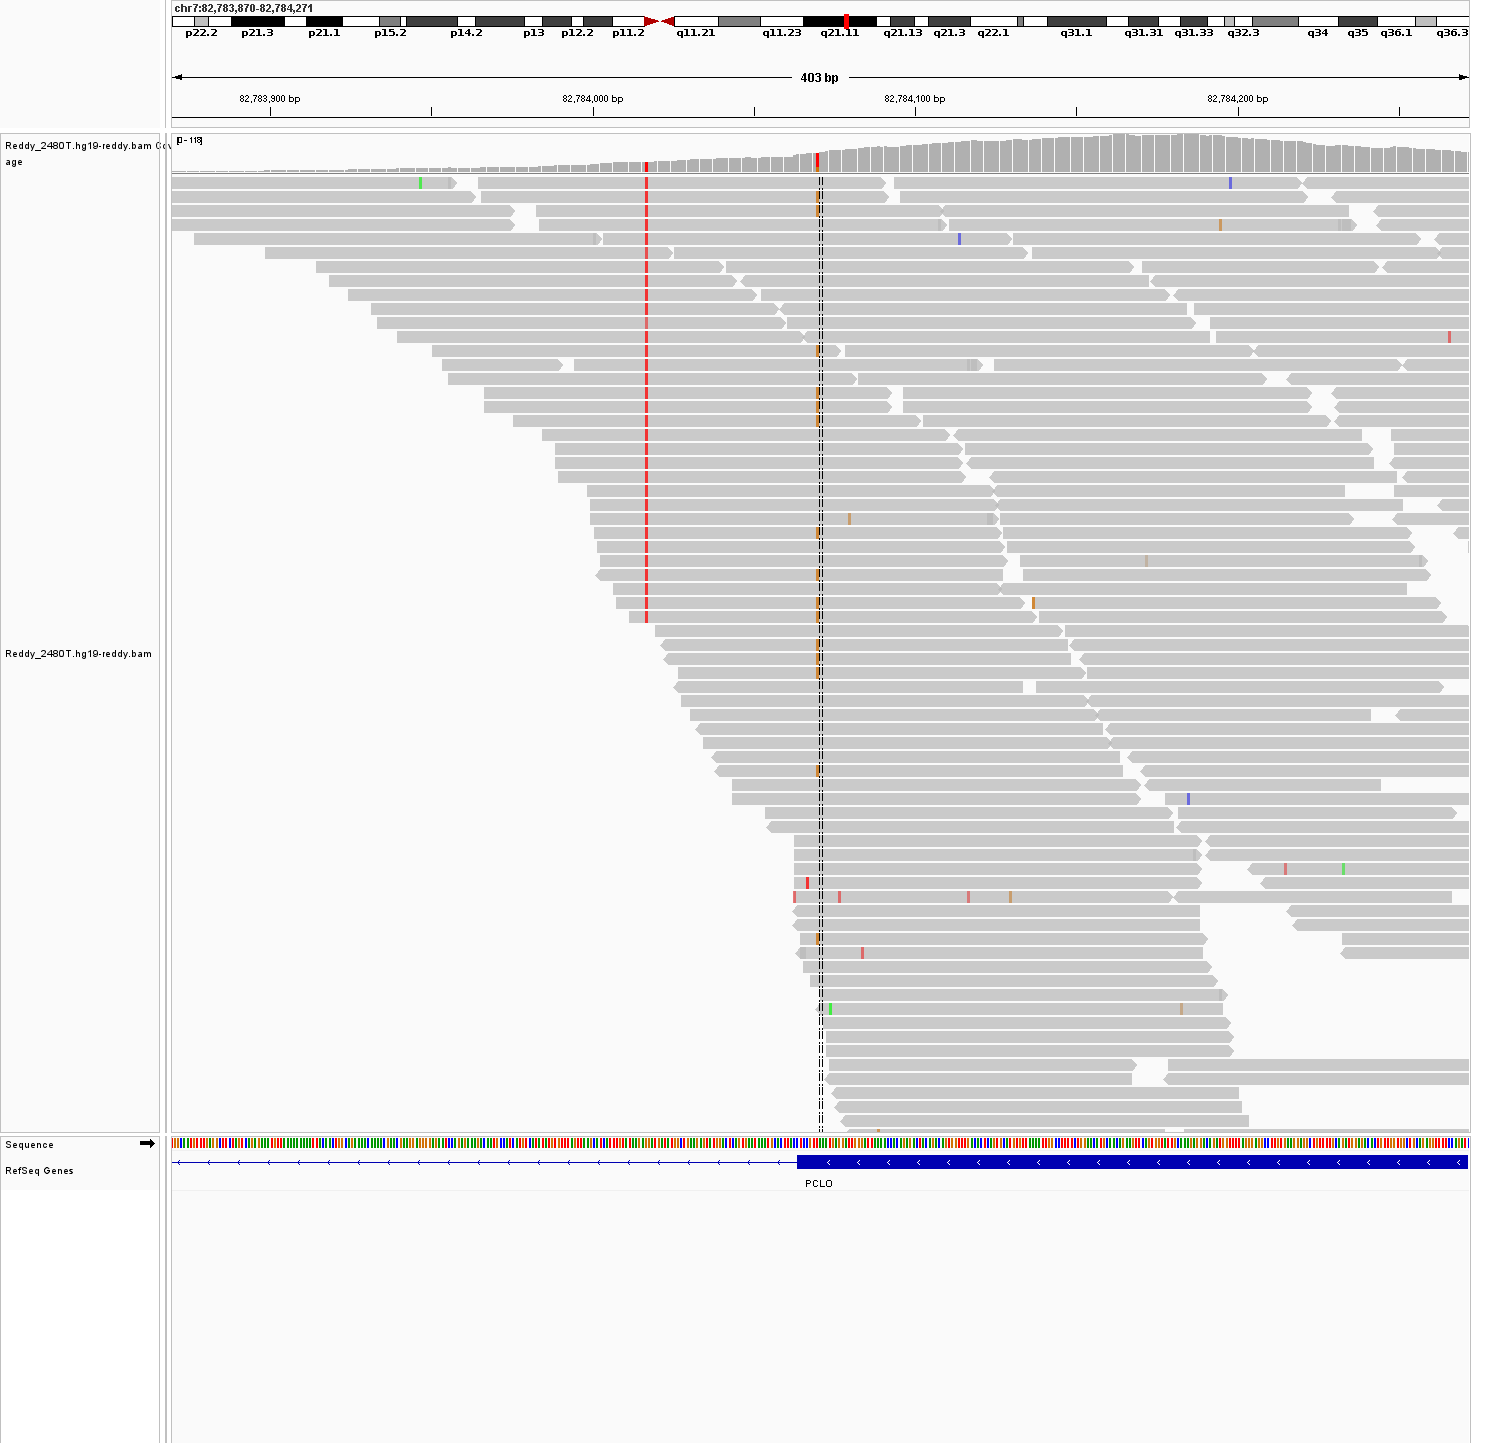 chr7:82,783,870-82,784,271
p22.2 p21.3 p21.1 p15.2 p14.2 p13 p12.2 p11.2 q11.21 q11.23 q21.11 q21.13 q21.3 q22.1 q31.1 q31.31 q31.33 q32.3 q34 q35 q36.1 q36.3
403 bp
82,783,900 bp 82,784,000 bp 82,784,100 bp 82,784,200 bp
Reddy_2480T.hg19-reddy.bam Cov
age
[0 - 118]
Reddy_2480T.hg19-reddy.bam
Sequence
RefSeq Genes
PCLO